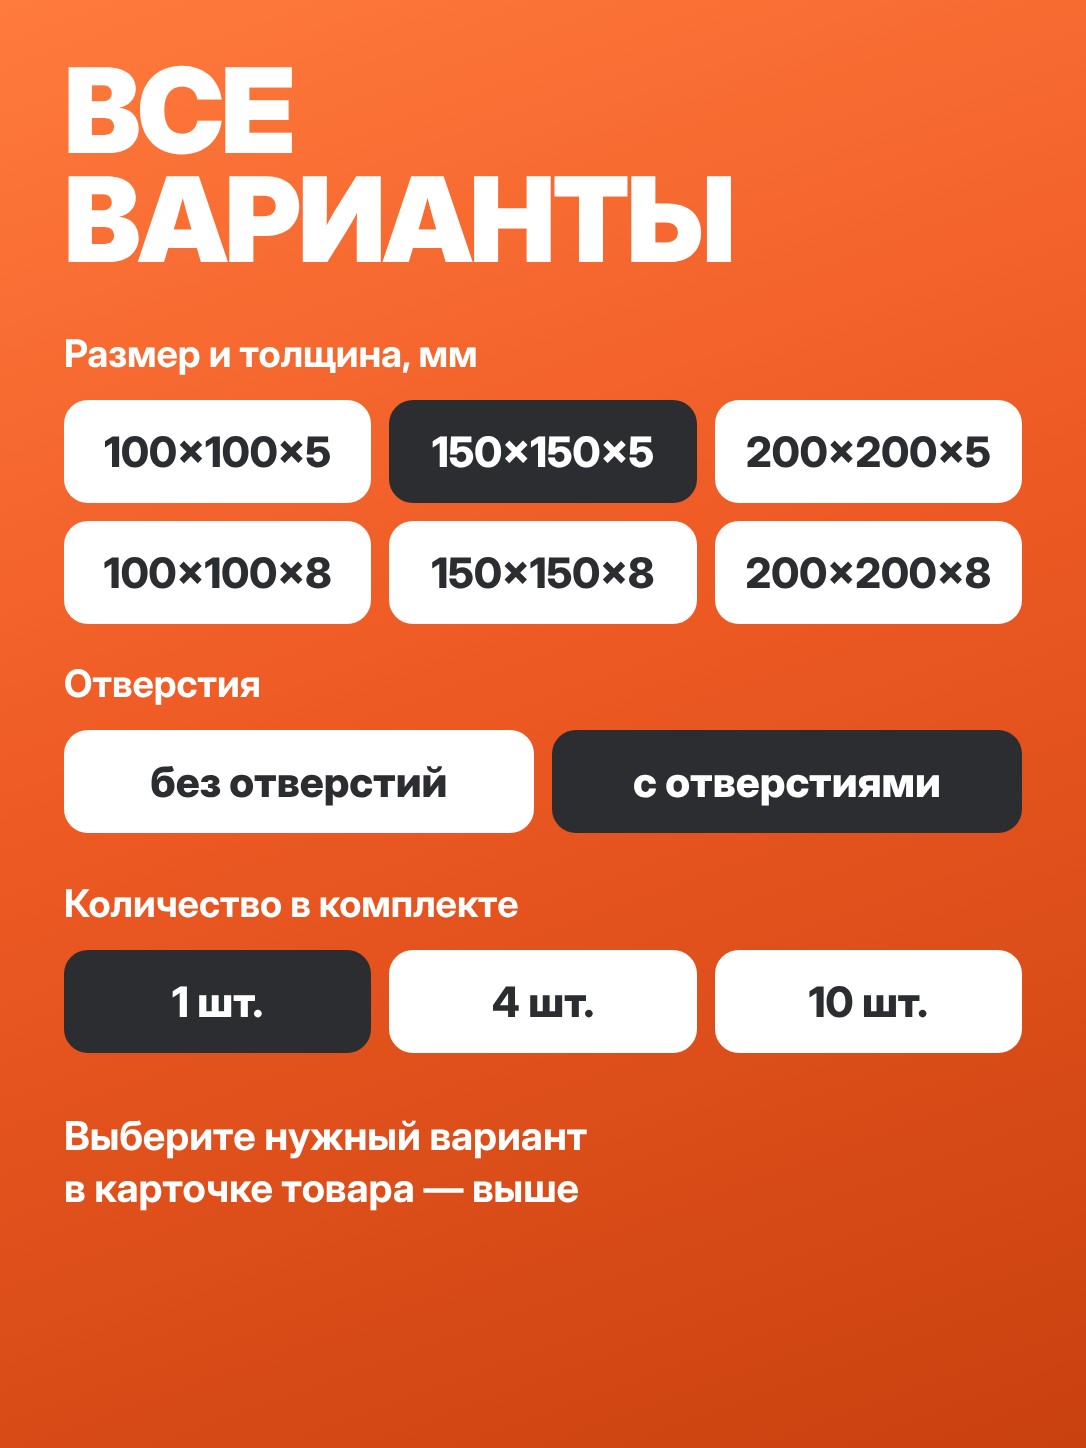 ВСЕ
ВАРИАНТЫ
Размер и толщина, мм
100×100×5 150×150×5 200×200×5
100×100×8 150×150×8 200×200×8
Отверстия
без отверстий с отверстиями
Количество в комплекте
1 шт. 4 шт. 10 шт.
Выберите нужный вариант
в карточке товара — выше